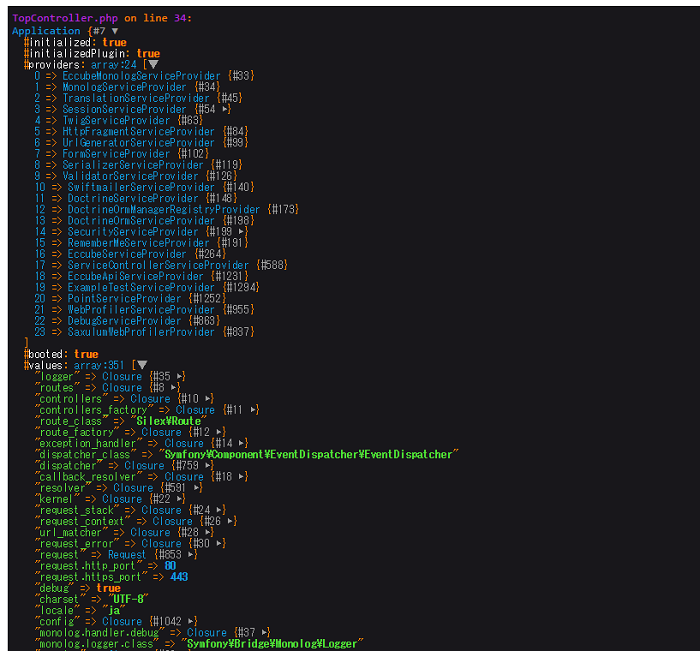 TopController.php on line 34:
Application {#7 ▼
#initialized: true
#initializedPlugin: true
#providers: array:24 [▼
0 => EccubeMonologServiceProvider {#33}
1 => MonologServiceProvider {#34}
2 => TranslationServiceProvider {#45}
3 => SessionServiceProvider {#54 ▶}
4 => TwigServiceProvider {#63}
5 => HttpFragmentServiceProvider {#84}
6 => UrlGeneratorServiceProvider {#99}
7 => FormServiceProvider {#102}
8 => SerializerServiceProvider {#119}
9 => ValidatorServiceProvider {#126}
10 => SwiftmailerServiceProvider {#140}
11 => DoctrineServiceProvider {#148}
12 => DoctrineOrmManagerRegistryProvider {#173}
13 => DoctrineOrmServiceProvider {#198}
14 => SecurityServiceProvider {#199 ▶}
15 => RememberMeServiceProvider {#191}
16 => EccubeServiceProvider {#264}
17 => ServiceControllerServiceProvider {#588}
18 => EccubeApiServiceProvider {#1231}
19 => ExampleTestServiceProvider {#1294}
20 => PointServiceProvider {#1252}
21 => WebProfilerServiceProvider {#955}
22 => DebugServiceProvider {#863}
23 => SaxulumWebProfilerProvider {#837}
]
#booted: true
#values: array:351 [▼
"logger" => Closure {#35 ▶}
"routes" => Closure {#8 ▶}
"controllers" => Closure {#10 ▶}
"controllers_factory" => Closure {#11 ▶}
"route_class" => "Silex¥Route"
"route_factory" => Closure {#12 ▶}
"exception_handler" => Closure {#14 ▶}
"dispatcher_class" => "Symfony¥Component¥EventDispatcher¥EventDispatcher"
"dispatcher" => Closure {#759 ▶}
"callback_resolver" => Closure {#18 ▶}
"resolver" => Closure {#591 ▶}
"kernel" => Closure {#22 ▶}
"request_stack" => Closure {#24 ▶}
"request_context" => Closure {#26 ▶}
"url_matcher" => Closure {#28 ▶}
"request_error" => Closure {#30 ▶}
"request" => Request {#853 ▶}
"request.http_port" => 80
"request.https_port" => 443
"debug" => true
"charset" => "UTF-8"
"locale" => "ja"
"config" => Closure {#1042 ▶}
"monolog.handler.debug" => Closure {#37 ▶}
"monolog.logger.class" => "Symfony¥Bridge¥Monolog¥Logger"